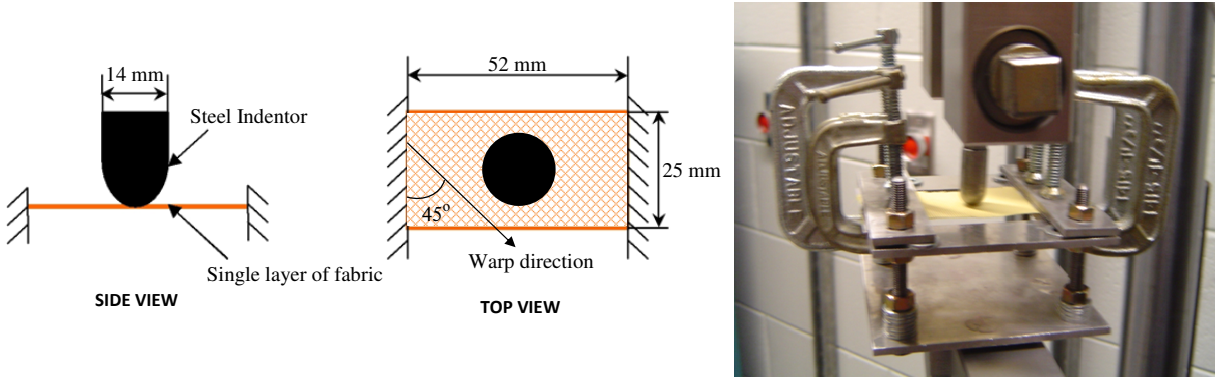 14 mm
Steel Indentor
Single layer of fabric
SIDE VIEW
52 mm
25 mm
45°
Warp direction
TOP VIEW
ADJUSTABLE